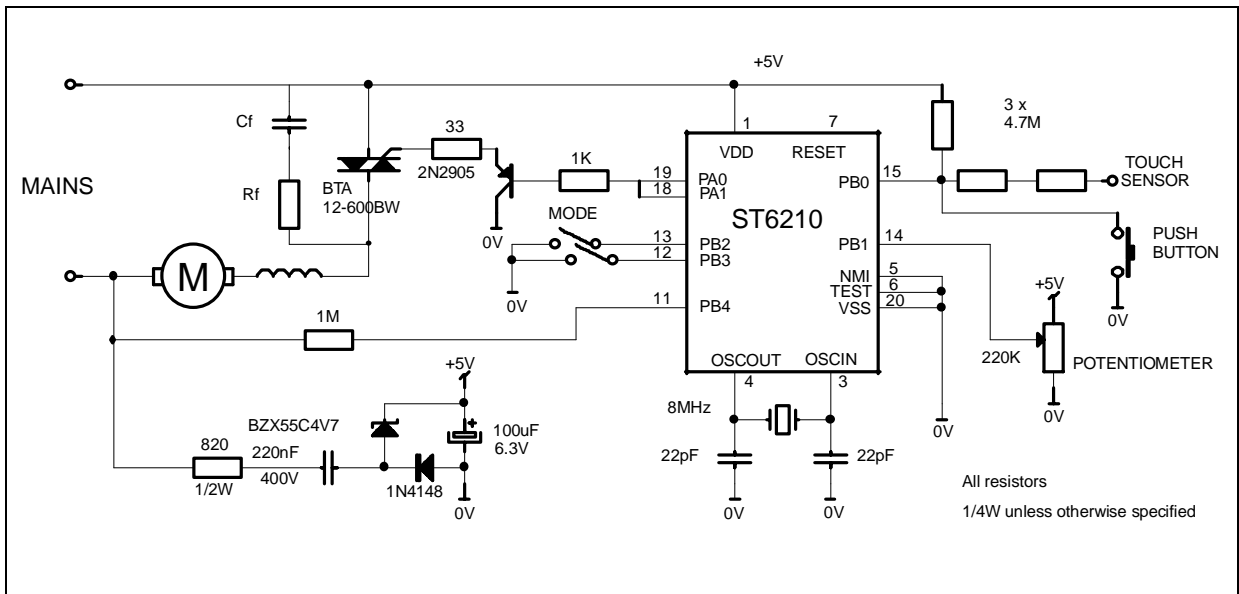 +5V
3 x
4.7M
Cf
33
1
7
VDD
RESET
2N2905
1K
19
PA0
18
PA1
15
PB0
TOUCH
SENSOR
MAINS
Rf
BTA
12-600BW
MODE
0V
ST6210
13
PB2
12
PB3
14
PB1
PUSH
BUTTON
M
0V
5
NMI
6
TEST
20
VSS
+5V
0V
11
PB4
1M
OSCOUT
OSCIN
4
3
220K
POTENTIOMETER
+5V
8MHz
0V
0V
BZX55C4V7
820
220nF
400V
1/2W
1N4148
+
100uF
6.3V
22pF
22pF
0V
0V
0V
All resistors
1/4W unless otherwise specified